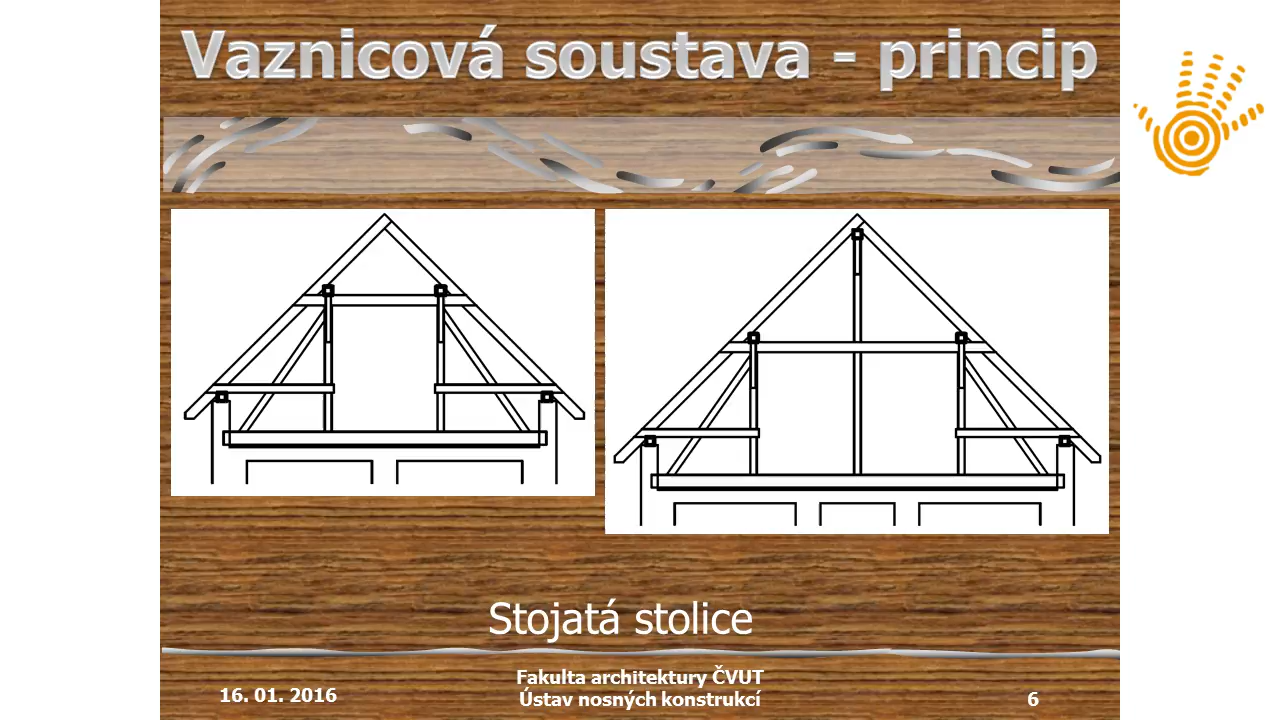 Vaznicová soustava - princip
Stojatá stolice
16. 01. 2016
Fakulta architektury ČVUT
Ústav nosných konstrukcí
6